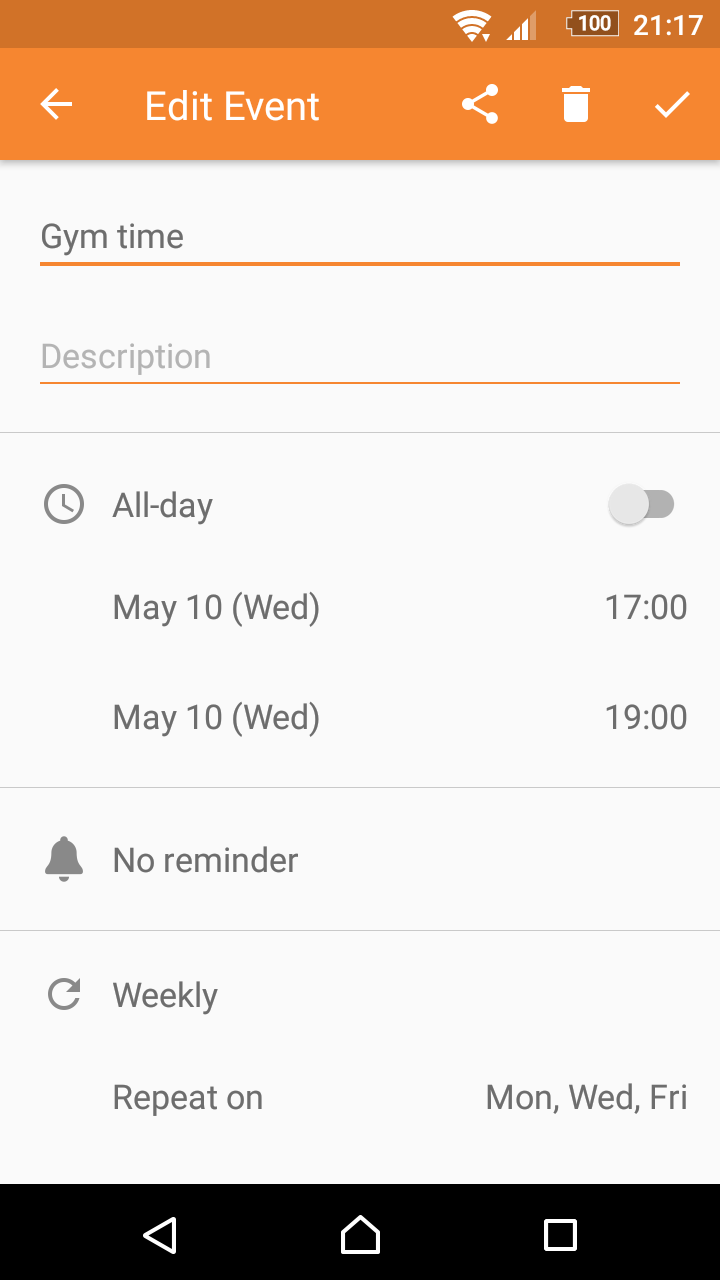 100 21:17
Edit Event
Gym time
Description
All-day
May 10 (Wed) 17:00
May 10 (Wed) 19:00
No reminder
Weekly
Repeat on Mon, Wed, Fri